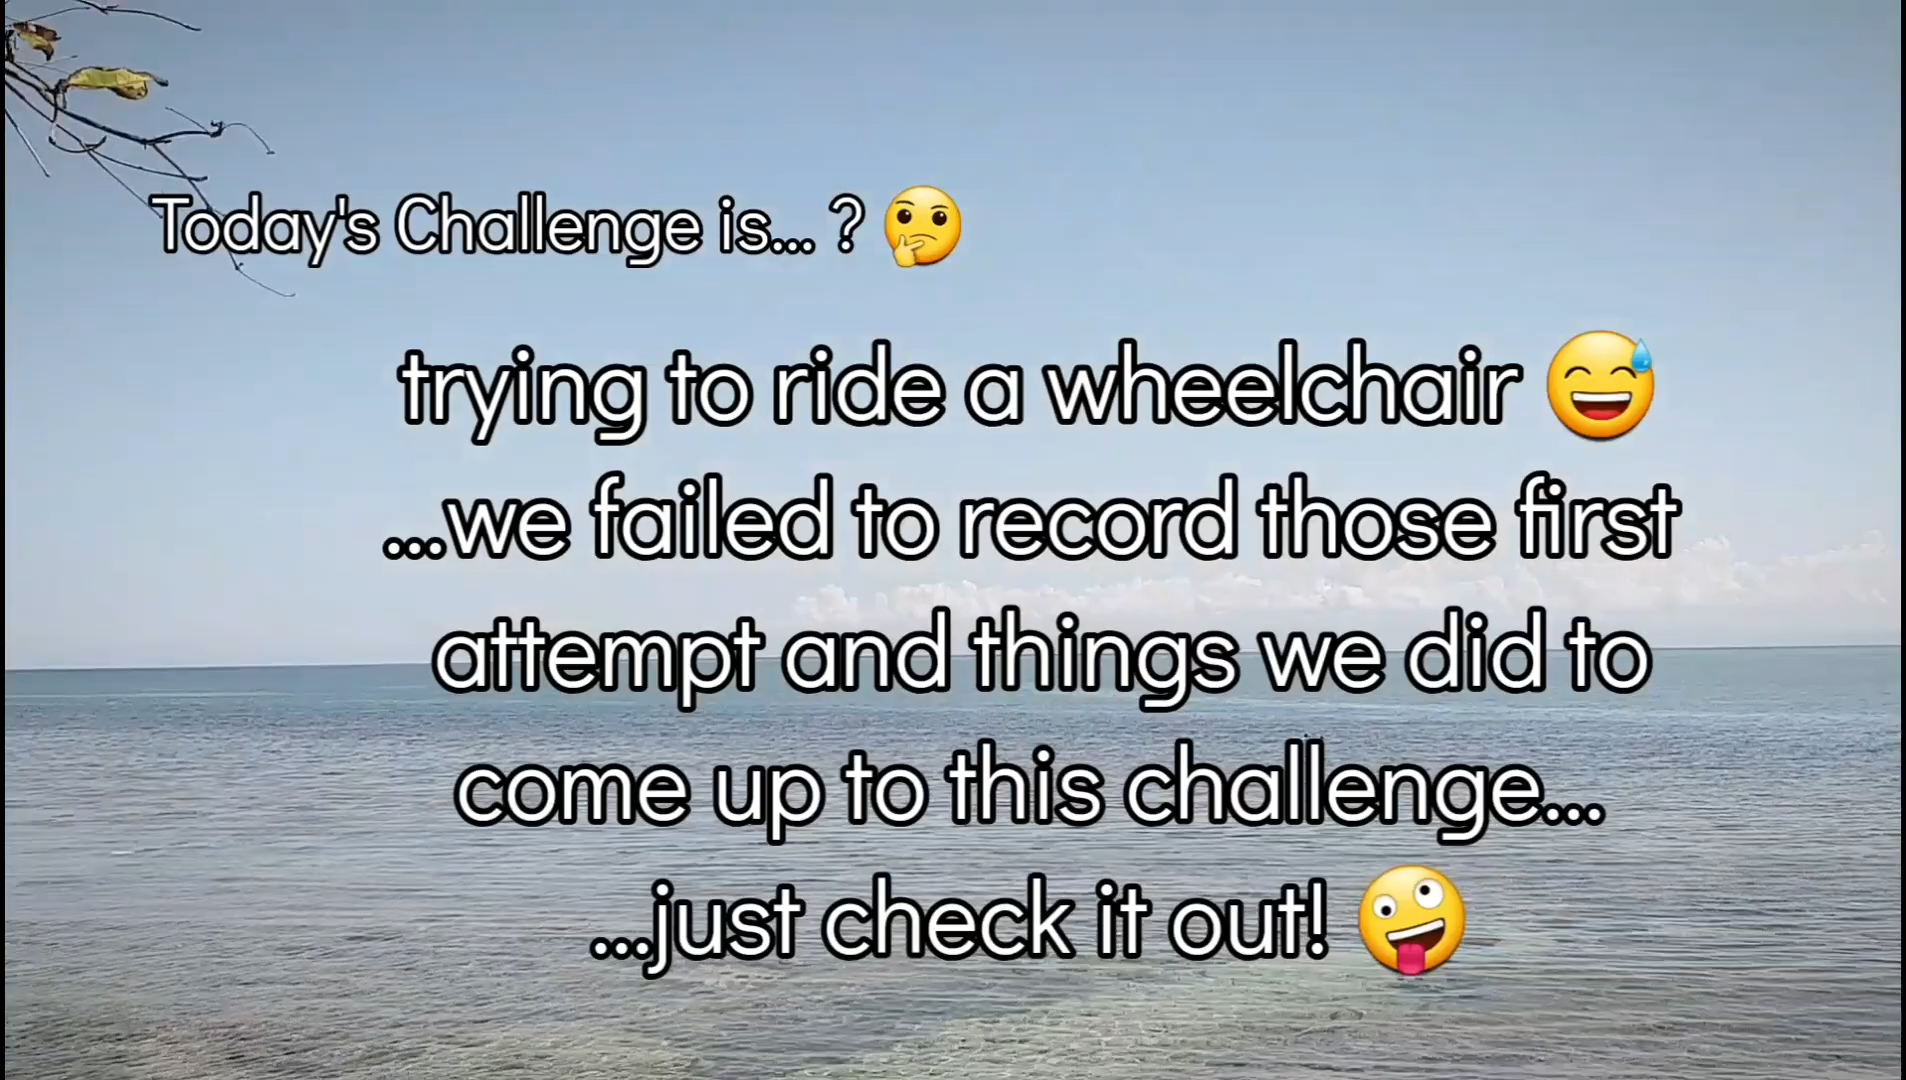 Today's Challenge is... ? 🤔
trying to ride a wheelchair 😅
...we failed to record those first
attempt and things we did to
come up to this challenge...
...just check it out! 🤪